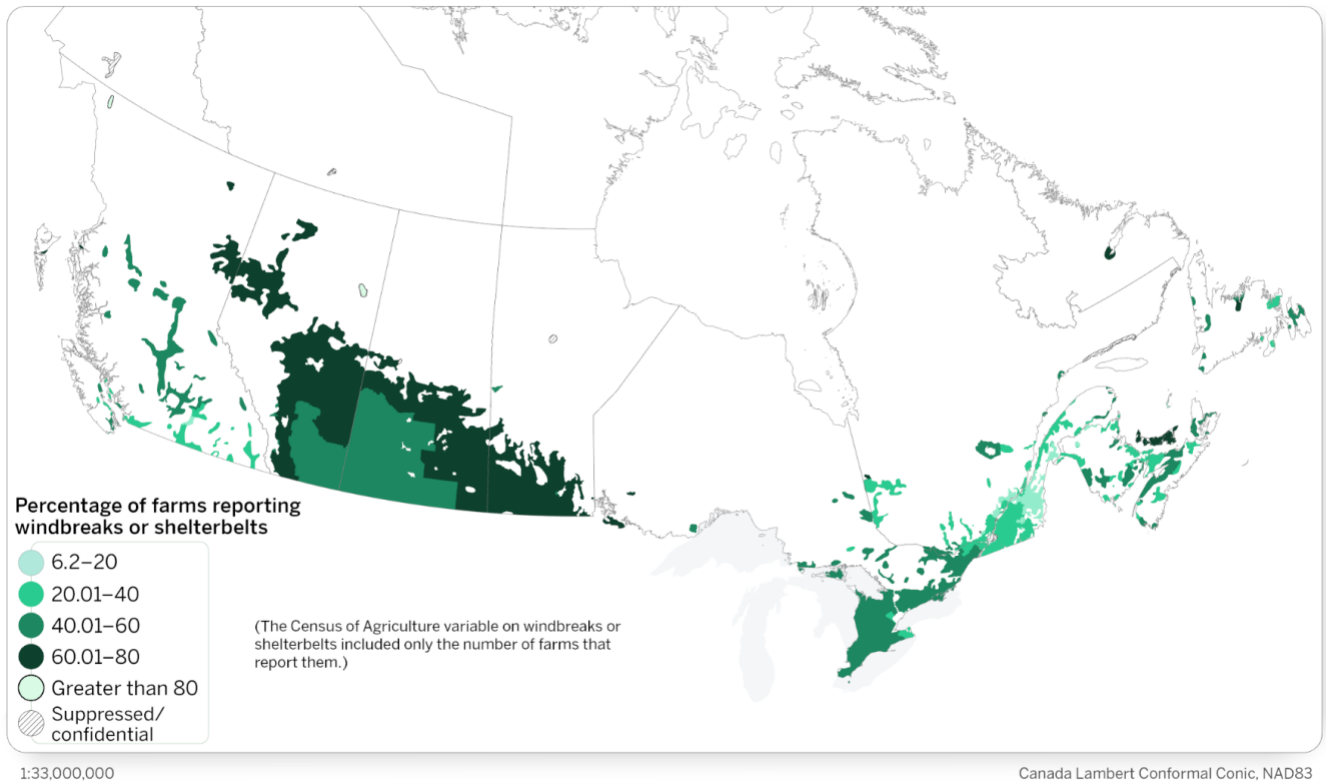 Percentage of farms reporting
windbreaks or shelterbelts
6.2–20
20.01–40
40.01–60
60.01–80
Greater than 80
Suppressed/
confidential
(The Census of Agriculture variable on windbreaks or
shelterbelts included only the number of farms that
report them.)
1:33,000,000
Canada Lambert Conformal Conic, NAD83